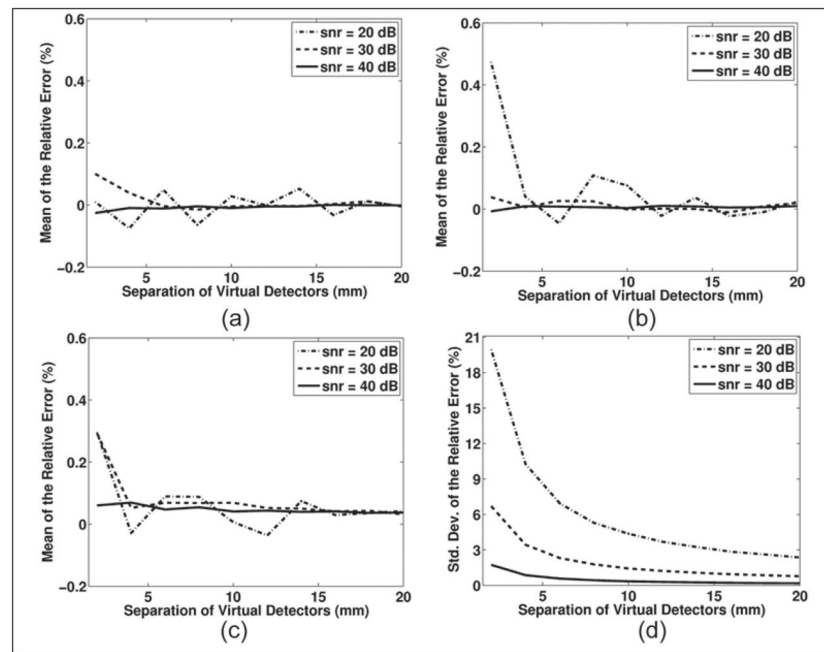 0.6
0.4
0.2
0
−0.2
Mean of the Relative Error (%)
snr = 20 dB
snr = 30 dB
snr = 40 dB
5
10
15
20
Separation of Virtual Detectors (mm)
(a)
0.6
0.4
0.2
0
−0.2
Mean of the Relative Error (%)
snr = 20 dB
snr = 30 dB
snr = 40 dB
5
10
15
20
Separation of Virtual Detectors (mm)
(b)
0.6
0.4
0.2
0
−0.2
Mean of the Relative Error (%)
snr = 20 dB
snr = 30 dB
snr = 40 dB
5
10
15
20
Separation of Virtual Detectors (mm)
(c)
21
18
15
12
9
6
3
0
Std. Dev. of the Relative Error (%)
snr = 20 dB
snr = 30 dB
snr = 40 dB
5
10
15
20
Separation of Virtual Detectors (mm)
(d)